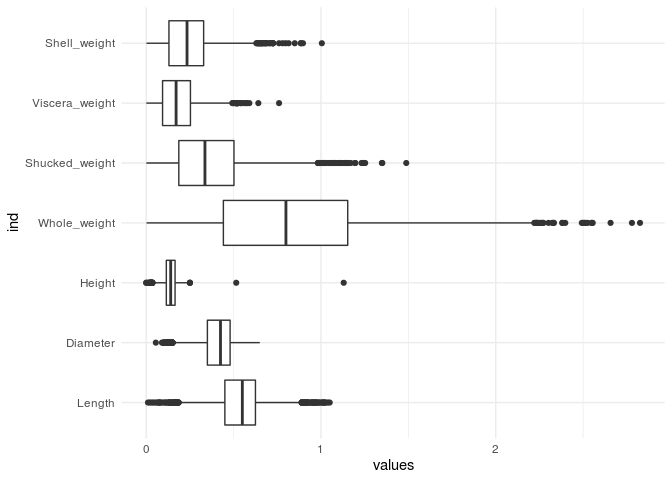 Shell_weight
Viscera_weight
Shucked_weight
Whole_weight
Height
Diameter
Length
ind
0
1
2
values